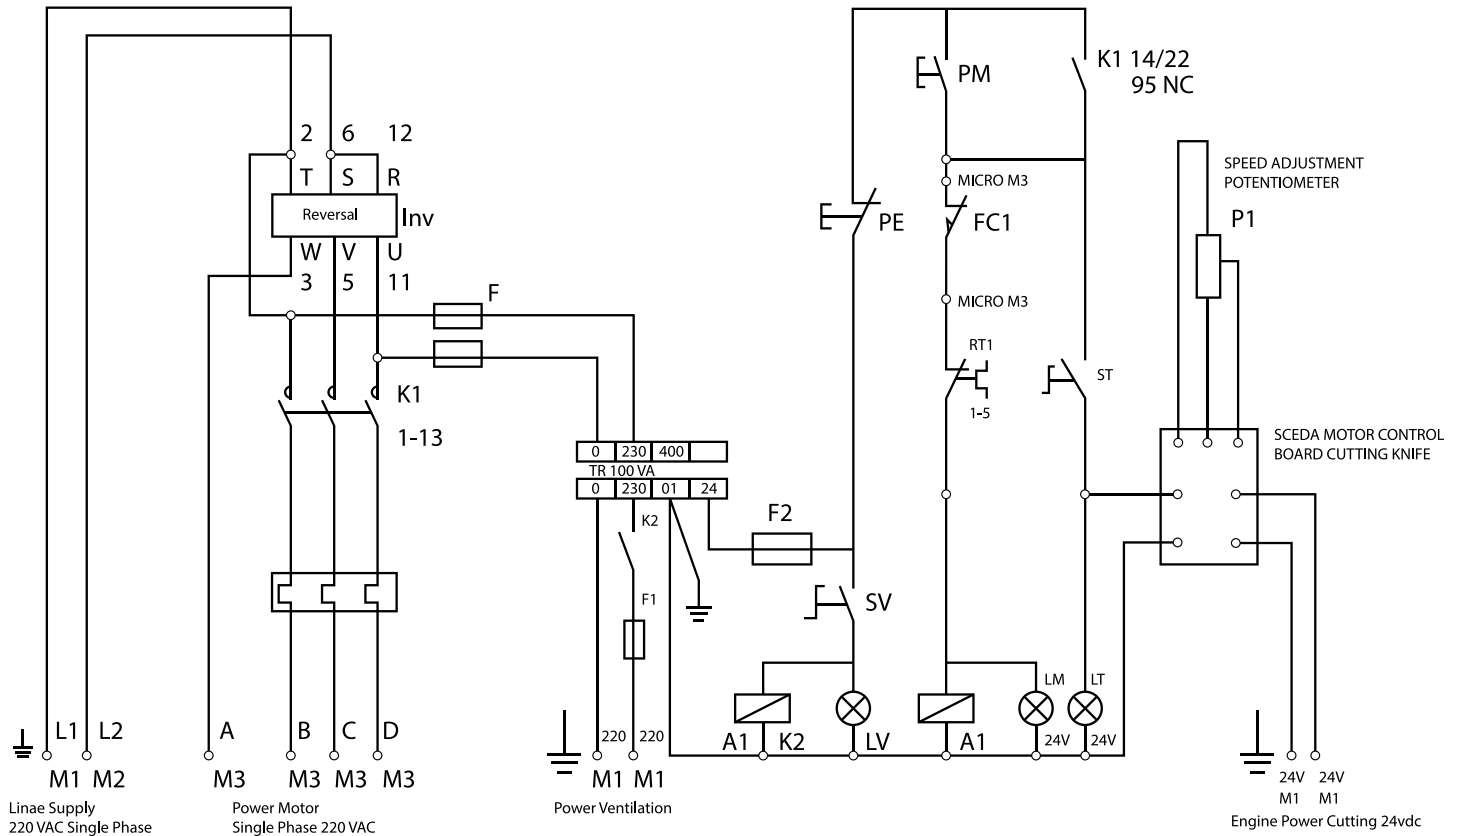 K1 14/22
95 NC
PM
2 6 12
T S R
Reversal
Inv
W V U
3 5 11
MICRO M3
FC1
PE
SPEED ADJUSTMENT
POTENTIOMETER
P1
F
MICRO M3
RT1
1-5
ST
K1
1-13
0 230 400
TR 100 VA
0 230 01 24
SCEDA MOTOR CONTROL
BOARD CUTTING KNIFE
K2
F2
F1
SV
LM
LT
L1 L2
A B C D
220 220
A1 K2 LV A1 24V 24V
M1 M2
M3 M3 M3 M3
M1 M1
24V 24V
M1 M1
Linae Supply
220 VAC Single Phase
Power Motor
Single Phase 220 VAC
Power Ventilation
Engine Power Cutting 24vdc